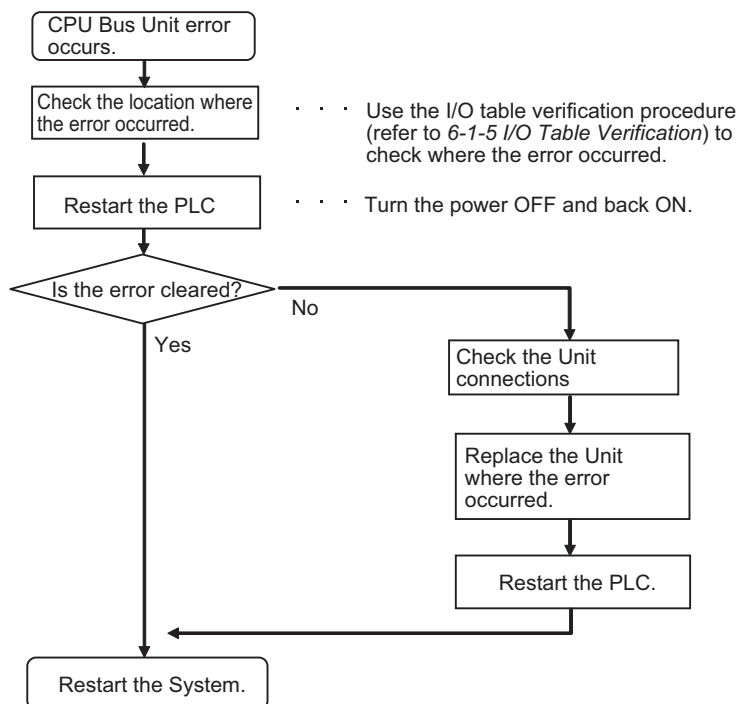 CPU Bus Unit error
occurs.
Check the location where
the error occurred.
· · · Use the I/O table verification procedure
(refer to 6-1-5 I/O Table Verification) to
check where the error occurred.
Restart the PLC
· · · Turn the power OFF and back ON.
Is the error cleared?
No
Yes
Check the Unit
connections
Replace the Unit
where the error
occurred.
Restart the PLC.
Restart the System.